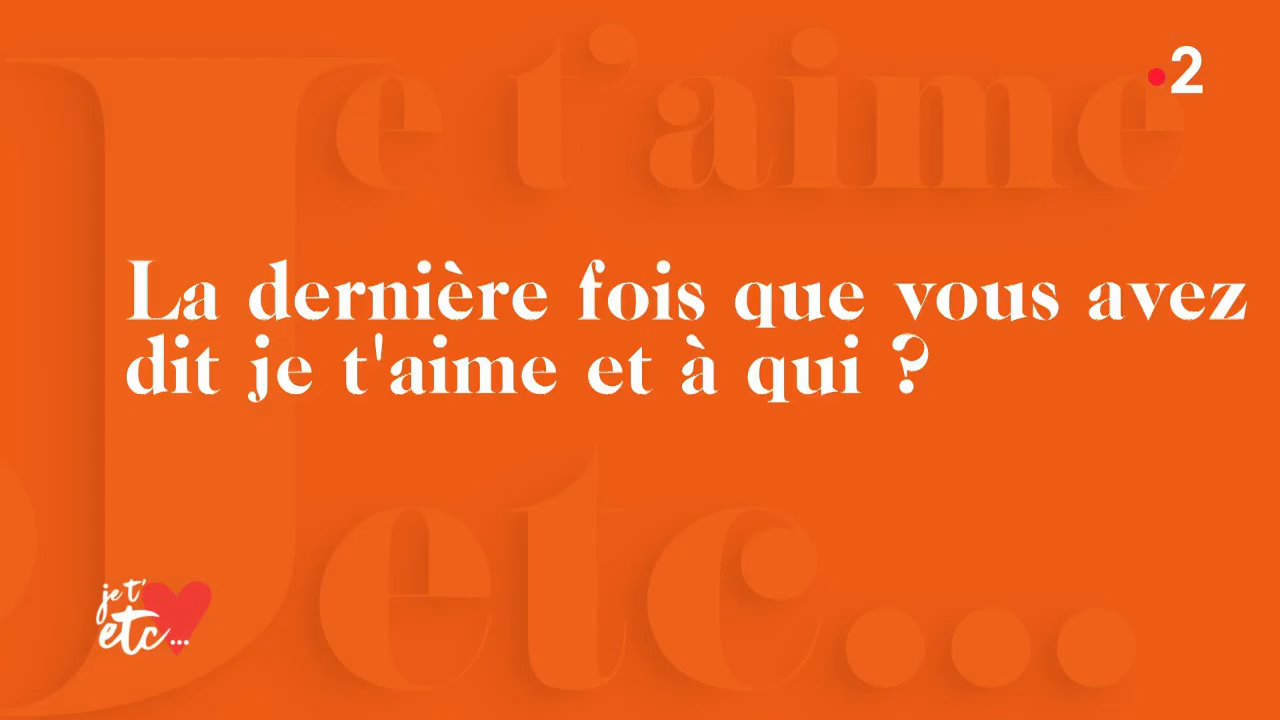 Je t'aime
2
La dernière fois que vous avez
dit je t'aime et à qui ?
etc...
je t'
etc...